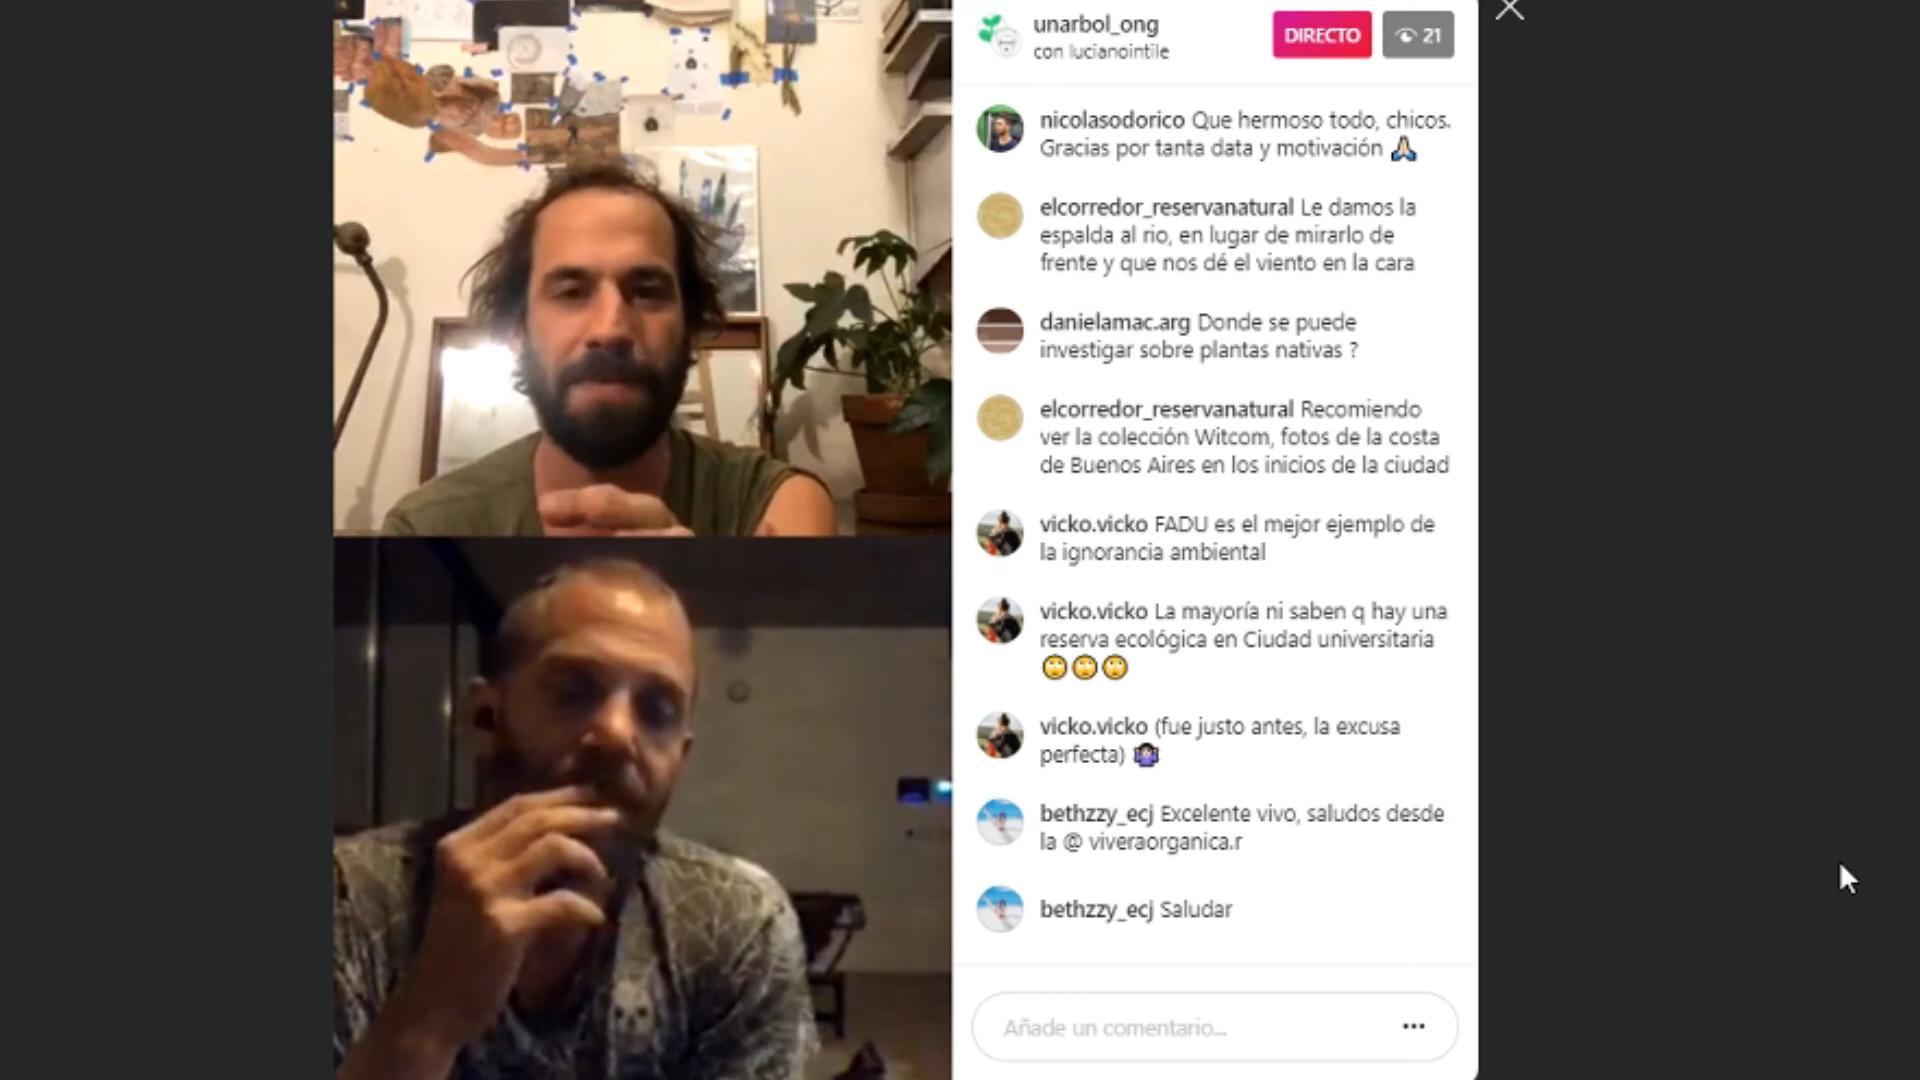 unarbol_ong
con lucianointile
DIRECTO
21
nicolasodorico Que hermoso todo, chicos.
Gracias por tanta data y motivación 🙏🏻
elcorredor_reservanatural Le damos la
espalda al rio, en lugar de mirarlo de
frente y que nos dé el viento en la cara
danielamac.arg Donde se puede
investigar sobre plantas nativas ?
elcorredor_reservanatural Recomiendo
ver la colección Witcom, fotos de la costa
de Buenos Aires en los inicios de la ciudad
vicko.vicko FADU es el mejor ejemplo de
la ignorancia ambiental
vicko.vicko La mayoría ni saben q hay una
reserva ecológica en Ciudad universitaria
🙄🙄🙄
vicko.vicko (fue justo antes, la excusa
perfecta) 🤷🏻‍♀️
bethzzy_ecj Excelente vivo, saludos desde
la @ viveraorganica.r
bethzzy_ecj Saludar
Añade un comentario...